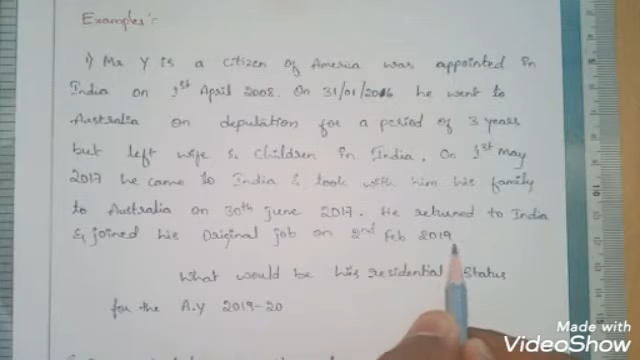 Examples:
1) Mr Y is a citizen of America was appointed in
India on 1st April 2008. On 31/01/2016 he went to
Australia on deputation for a period of 3 years
but left wife & children in India. On 1st May
2017 he came to India & took with him his family
to Australia on 30th June 2017. He returned to India
& joined his Original job on 2nd Feb 2019
What would be his residential Status
for the A.Y 2019-20
Made with
VideoShow